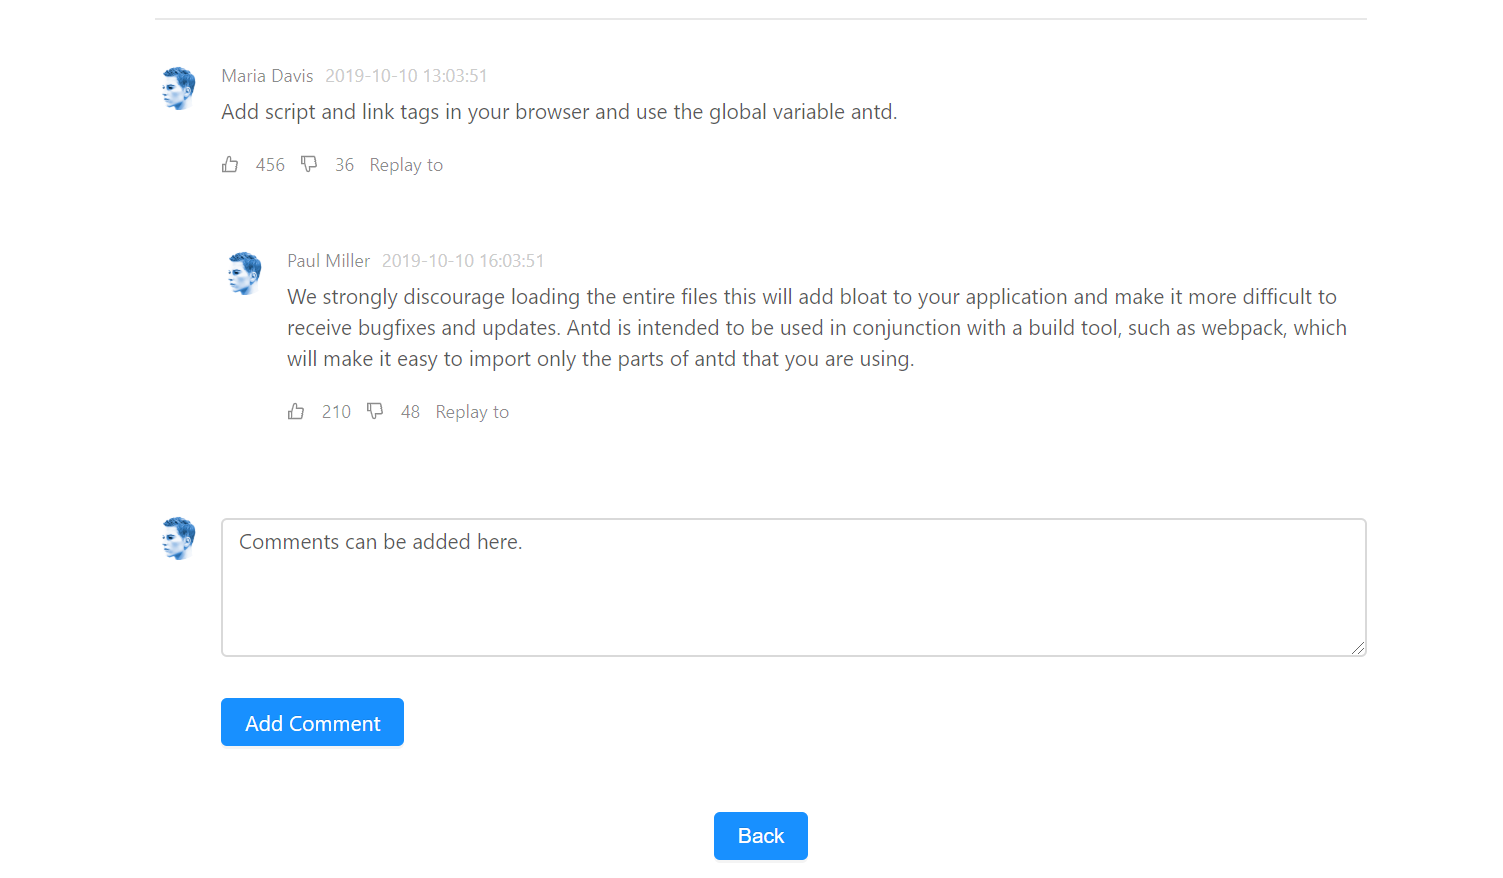 Maria Davis 2019-10-10 13:03:51
Add script and link tags in your browser and use the global variable antd.
456 36 Replay to
Paul Miller 2019-10-10 16:03:51
We strongly discourage loading the entire files this will add bloat to your application and make it more difficult to
receive bugfixes and updates. Antd is intended to be used in conjunction with a build tool, such as webpack, which
will make it easy to import only the parts of antd that you are using.
210 48 Replay to
Comments can be added here.
Add Comment
Back